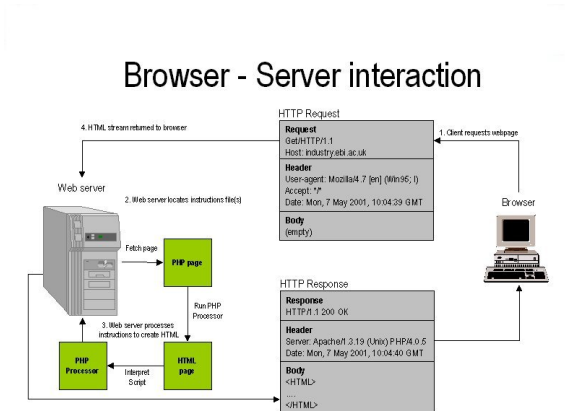 Browser - Server interaction
HTTP Request
4. HTML stream returned to browser
Request
Get/HTTP/1.1
Host: industry.ebi.ac.uk
1. Client requests webpage
Header
User-agent: Mozilla/4.7 [en] (Win95; I)
Accept: "/"
Date: Mon, 7 May 2001, 10:04:39 GMT
Body
(empty)
Web server
2. Web server locates instructions file(s)
Browser
Fetch page
PHP page
HTTP Response
Response
HTTP/1.1 200 OK
Run PHP
Processor
3. Web server processes
instructions to create HTML
Header
Server: Apache/1.3.19 (Unix) PHP/4.0.5
Date: Mon, 7 May 2001, 10:04:40 GMT
PHP
Processor
Interpret
Script
HTML
page
Body
<HTML>
....
</HTML>